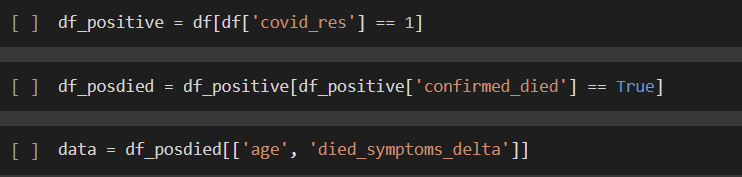 [ ] df_positive = df[df['covid_res'] == 1]
[ ] df_posdied = df_positive[df_positive['confirmed_died'] == True]
[ ] data = df_posdied[['age', 'died_symptoms_delta']]